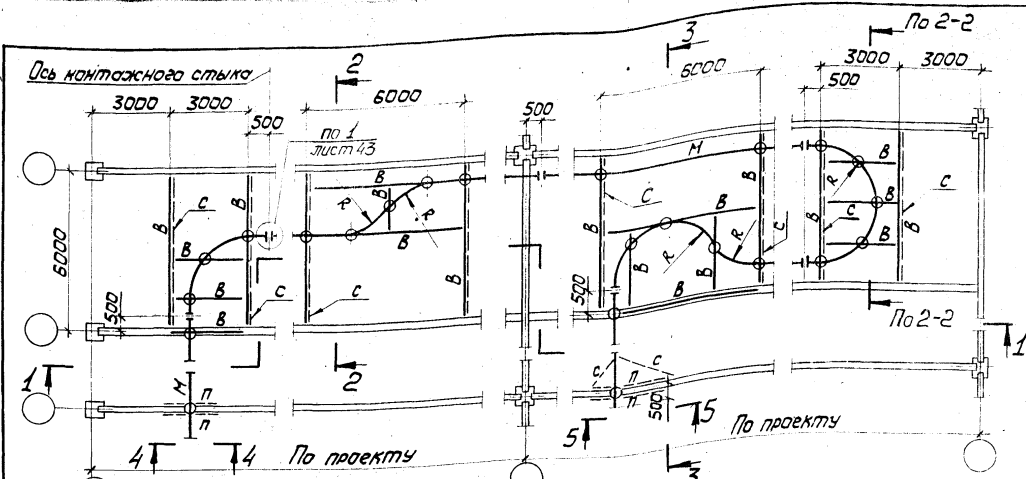 По 2-2
3
2
3000
3000
6000
Ось монтажного стыка
6000
3000
3000
500
500
500
по 1
лист 43
М
В
В
R
В
С
В
С
В
R
R
В
С
В
В
С
R
R
С
В
В
С
В
В
В
В
В
В
6000
500
500
С
С
В
По 2-2
1
1
2
М
П
П
С
С
П
П
500
5
5
По проекту
4
4
По проекту
3